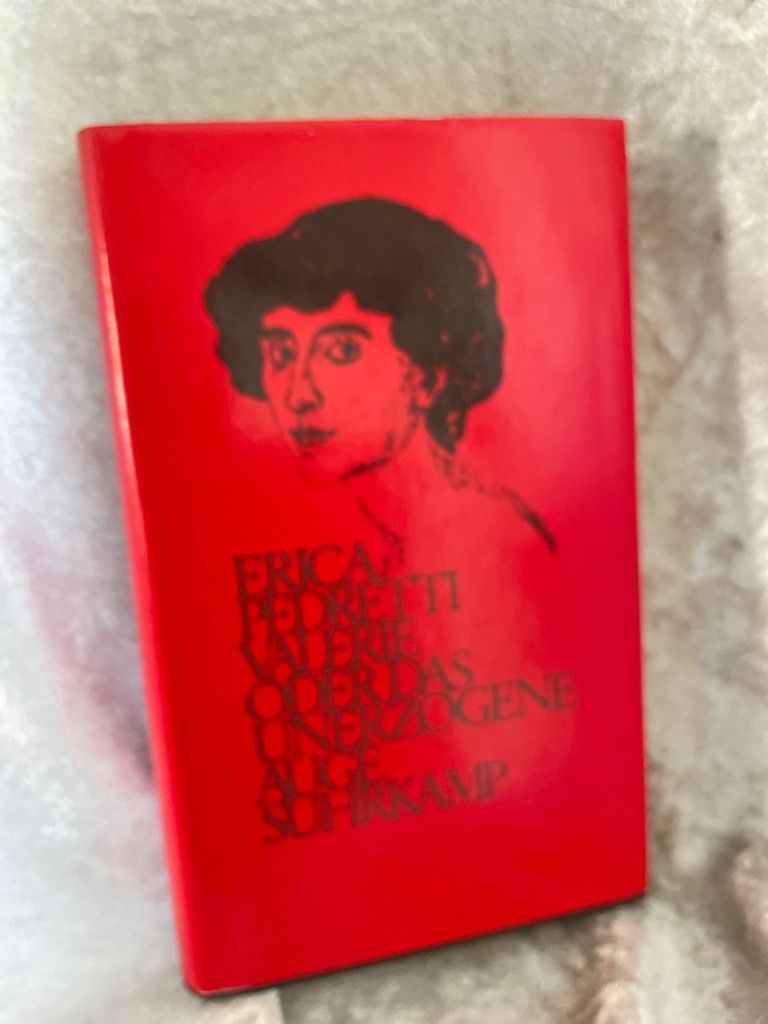 ERICA
PEDRETTI
VALERIE
ODER DAS
UNERZOGENE
AUGE
SUHRKAMP